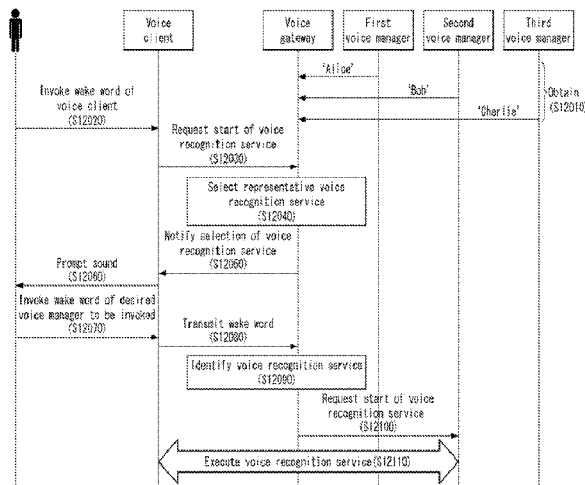 Voice
client
Voice
gateway
First
voice manager
Second
voice manager
Third
voice manager
'Alice'
'Bob'
'Charlie'
Obtain
(S12010)
Invoke wake word of
voice client
(S12020)
Request start of voice
recognition service
(S12030)
Select representative voice
recognition service
(S12040)
Notify selection of voice
recognition service
(S12050)
Prompt sound
(S12060)
Invoke wake word of desired
voice manager to be invoked
(S12070)
Transmit wake word
(S12080)
Identify voice recognition service
(S12090)
Request start of voice
recognition service
(S12100)
Execute voice recognition service(S12110)